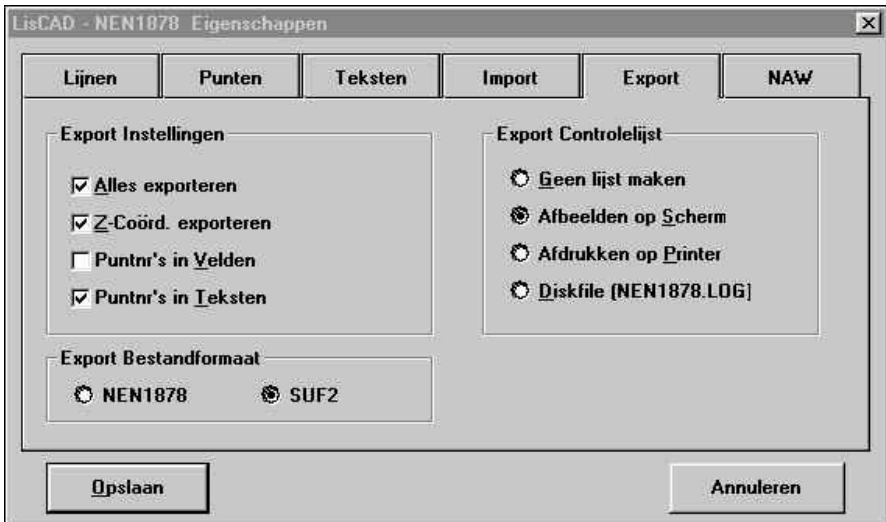 LisCAD - NEN1878 Eigenschappen
Lijnen Punten Teksten Import Export NAW
Export Instellingen
Alles exporteren
Z-Coörd. exporteren
Puntnr's in Velden
Puntnr's in Teksten
Export Controlelijst
Geen lijst maken
Afbeelden op Scherm
Afdrukken op Printer
Diskfile (NEN1878.LOG)
Export Bestandformaat
NEN1878 SUF2
Opslaan Annuleren